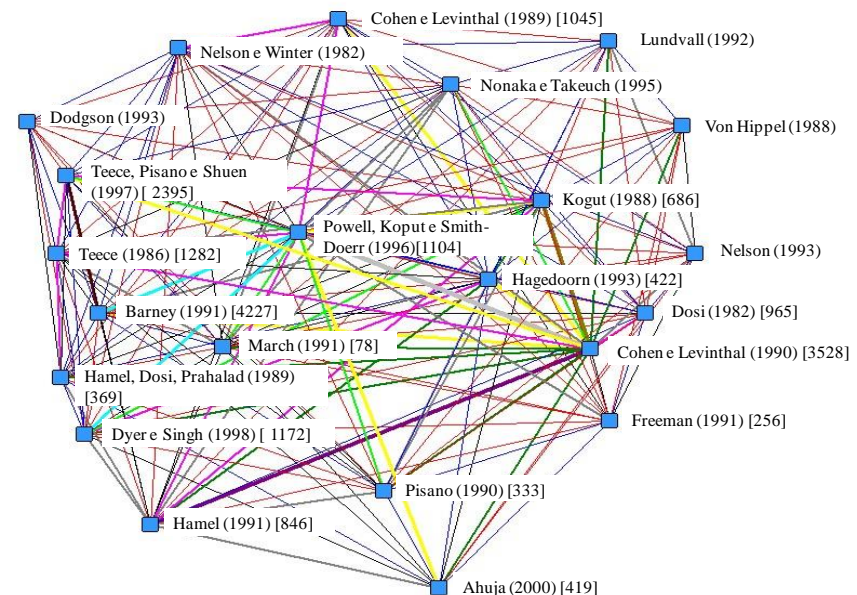 Cohen e Levinthal (1989) [1045]
Lundvall (1992)
Nelson e Winter (1982)
Nonaka e Takeuch (1995)
Dodgson (1993)
Von Hippel (1988)
Teece, Pisano e Shuen
(1997) [ 2395]
Kogut (1988) [686]
Powell, Koput e Smith-
Doerr (1996)[1104]
Teece (1986) [1282]
Nelson (1993)
Hagedoorn (1993) [422]
Barney (1991) [4227]
Dosi (1982) [965]
March (1991) [78]
Cohen e Levinthal (1990) [3528]
Hamel, Dosi, Prahalad (1989)
[369]
Freeman (1991) [256]
Dyer e Singh (1998) [ 1172]
Pisano (1990) [333]
Hamel (1991) [846]
Ahuja (2000) [419]